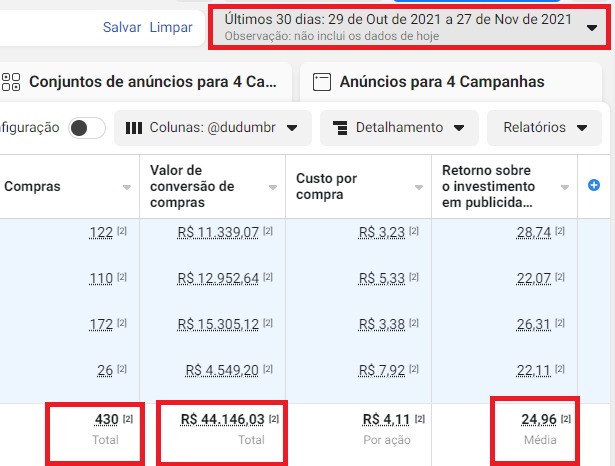 Salvar Limpar
Últimos 30 dias: 29 de Out de 2021 a 27 de Nov de 2021
Observação: não inclui os dados de hoje
Conjuntos de anúncios para 4 Ca... Anúncios para 4 Campanhas
figuração Colunas: @dudumbr Detalhamento Relatórios
Compras
Valor de
conversão de
compras
Custo por
compra
Retorno sobre
o investimento
em publicida...
122 [2] R$ 11.339,07 [2] R$ 3,23 [2] 28,74 [2]
110 [2] R$ 12.952,64 [2] R$ 5,33 [2] 22,07 [2]
172 [2] R$ 15.305,12 [2] R$ 3,38 [2] 26,31 [2]
26 [2] R$ 4.549,20 [2] R$ 7,92 [2] 22,11 [2]
430 [2] R$ 44.146,03 [2] R$ 4,11 [2] 24,96 [2]
Total Total Por ação Média